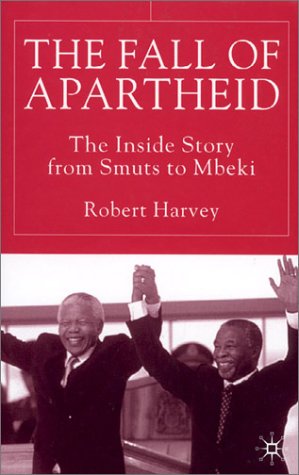 THE FALL OF
APARTHEID
The Inside Story
from Smuts to Mbeki
Robert Harvey